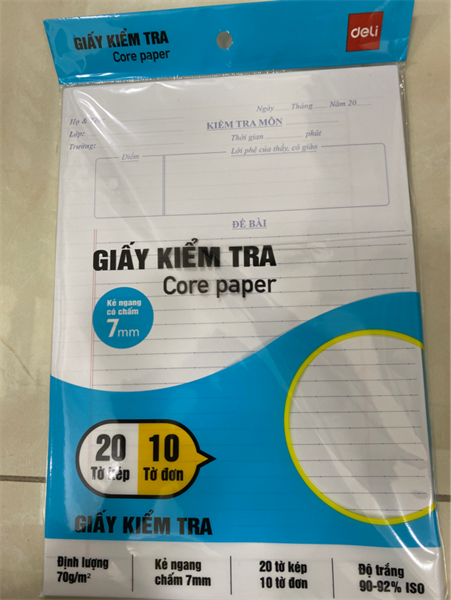 GIẤY KIỂM TRA
Core paper
deli
Ngày Tháng Năm 20
Họ &
KIỂM TRA MÔN
Lớp:
Thời gian phút
Trường:
Điểm
Lời phê của thầy, cô giáo
ĐỀ BÀI
GIẤY KIỂM TRA
Core paper
Kẻ ngang
có chấm
7mm
20 10
Tờ kép Tờ đơn
GIẤY KIỂM TRA
Định lượng
70g/m²
Kẻ ngang
chấm 7mm
20 tờ kép
10 tờ đơn
Độ trắng
90-92% ISO